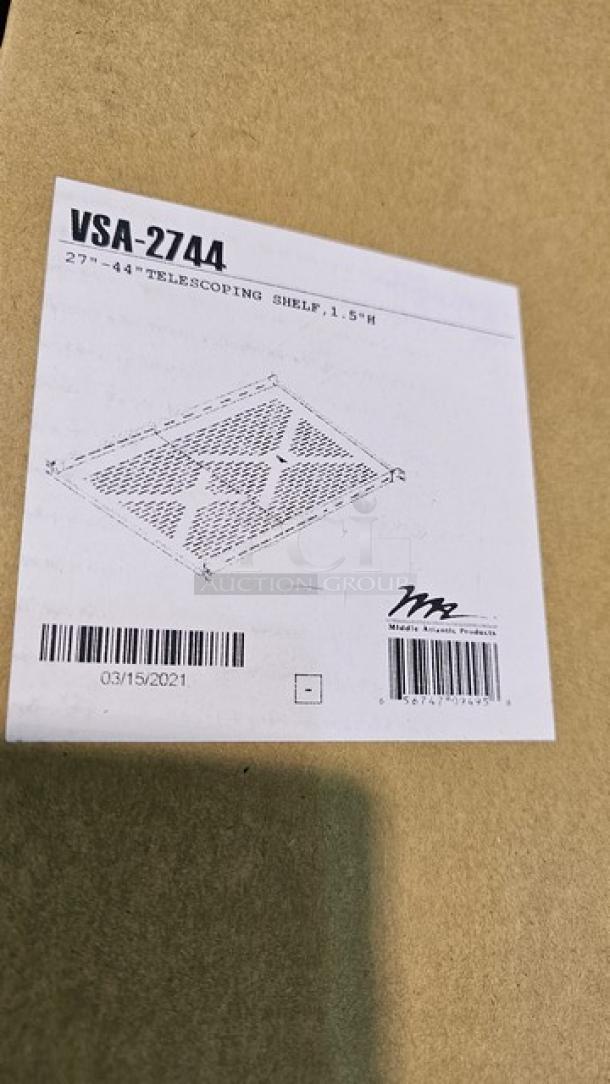 VSA-2744
27"-44"TELESCOPING SHELF,1.5"H
AUCTION GROUP
Middle Atlantic Products
03/15/2021
-